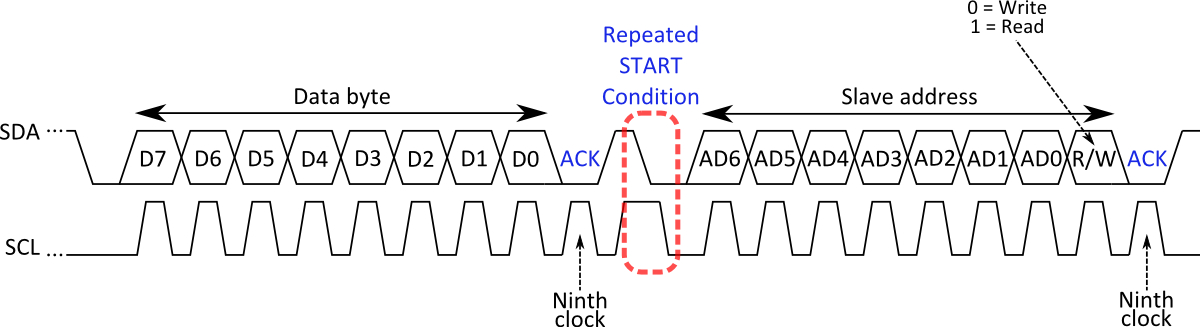 0 = Write
1 = Read
Repeated
START
Condition
Data byte
Slave address
SDA ....
D7 D6 D5 D4 D3 D2 D1 D0 ACK
AD6 AD5 AD4 AD3 AD2 AD1 AD0 R/W ACK
SCL ....
Ninth
clock
Ninth
clock